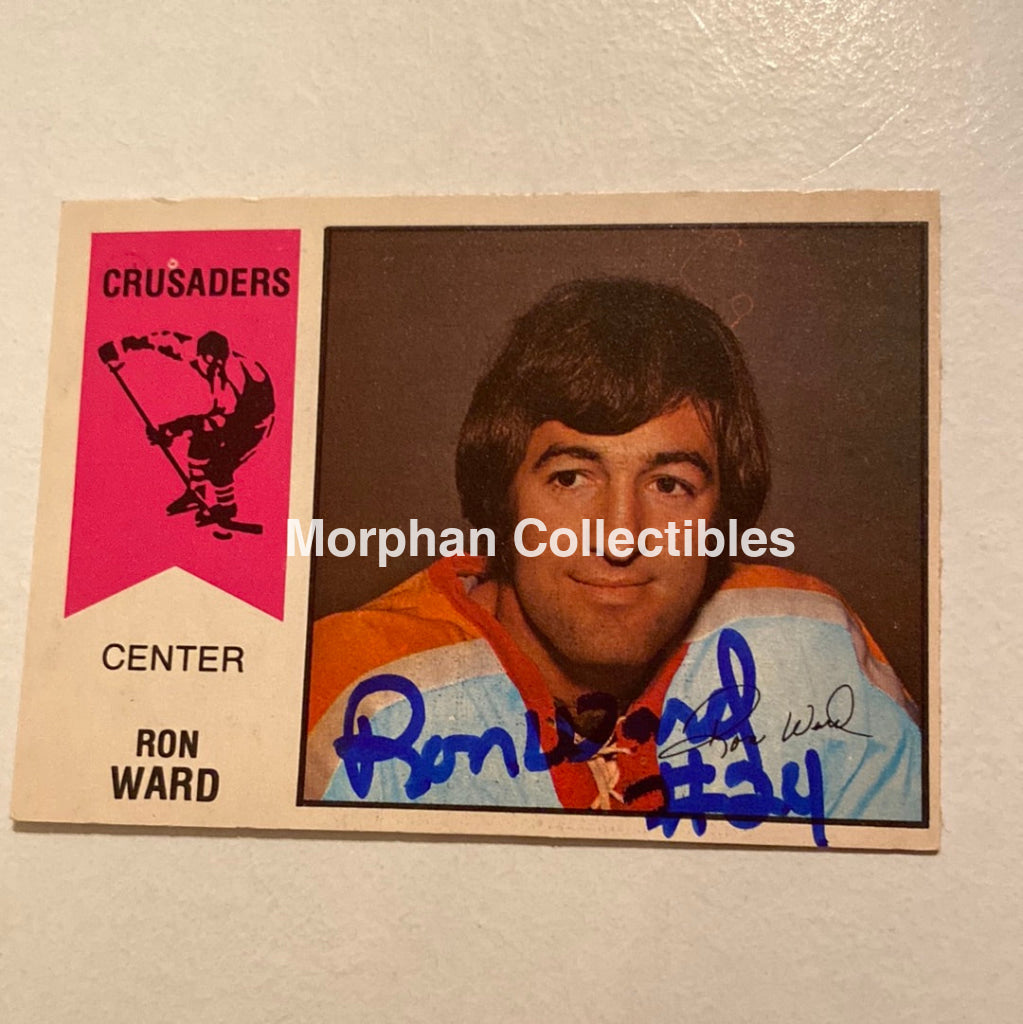 CRUSADERS
Morphan Collectibles
CENTER
RON
WARD
Ron Ward
#24
Ron Ward